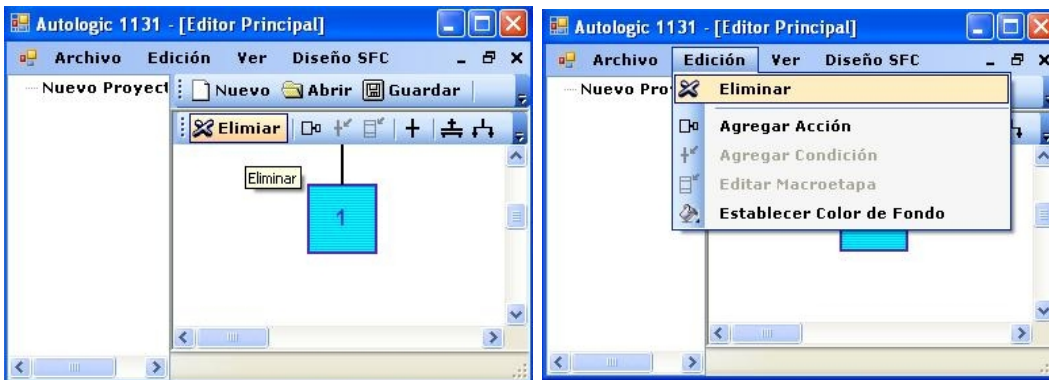 Autologic 1131 - [Editor Principal]
Archivo Edición Ver Diseño SFC
Nuevo Proyect
Nuevo Abrir Guardar
Elimiar
Eliminar
1
Autologic 1131 - [Editor Principal]
Archivo Edición Ver Diseño SFC
Nuevo Pro
Eliminar
Agregar Acción
Agregar Condición
Editar Macroetapa
Establecer Color de Fondo